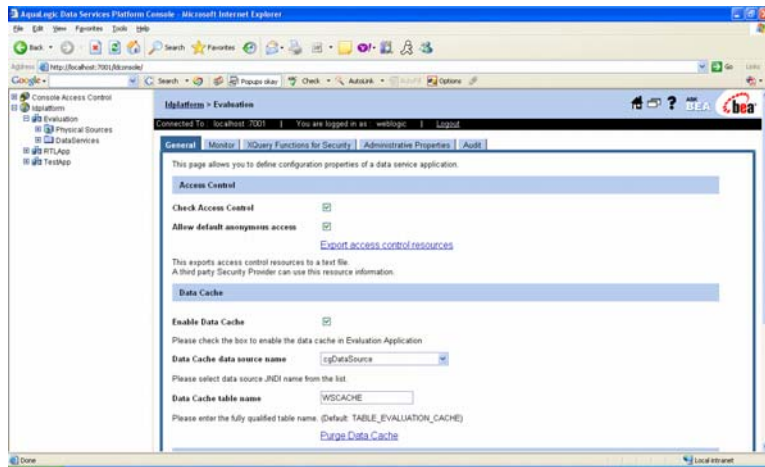 AquaLogic Data Services Platform Console - Microsoft Internet Explorer
File Edit View Favorites Tools Help
Back Search Favorites
Address http://localhost:7001/ldconsole/ Go Links
Google Search Popups okay Check AutoLink AutoFill Options
Console Access Control
ldplatform
Evaluation
Physical Sources
DataServices
RTLApp
TestApp
ldplatform > Evaluation
bea
Connected To : localhost :7001 | You are logged in as : weblogic | Logout
General Monitor XQuery Functions for Security Administrative Properties Audit
This page allows you to define configuration properties of a data service application.
Access Control
Check Access Control
Allow default anonymous access
Export access control resources
This exports access control resources to a text file.
A third party Security Provider can use this resource information.
Data Cache
Enable Data Cache
Please check the box to enable the data cache in Evaluation Application
Data Cache data source name cgDataSource
Please select data source JNDI name from the list.
Data Cache table name WSCACHE
Please enter the fully qualified table name. (Default: TABLE_EVALUATION_CACHE)
Purge Data Cache
Done Local intranet